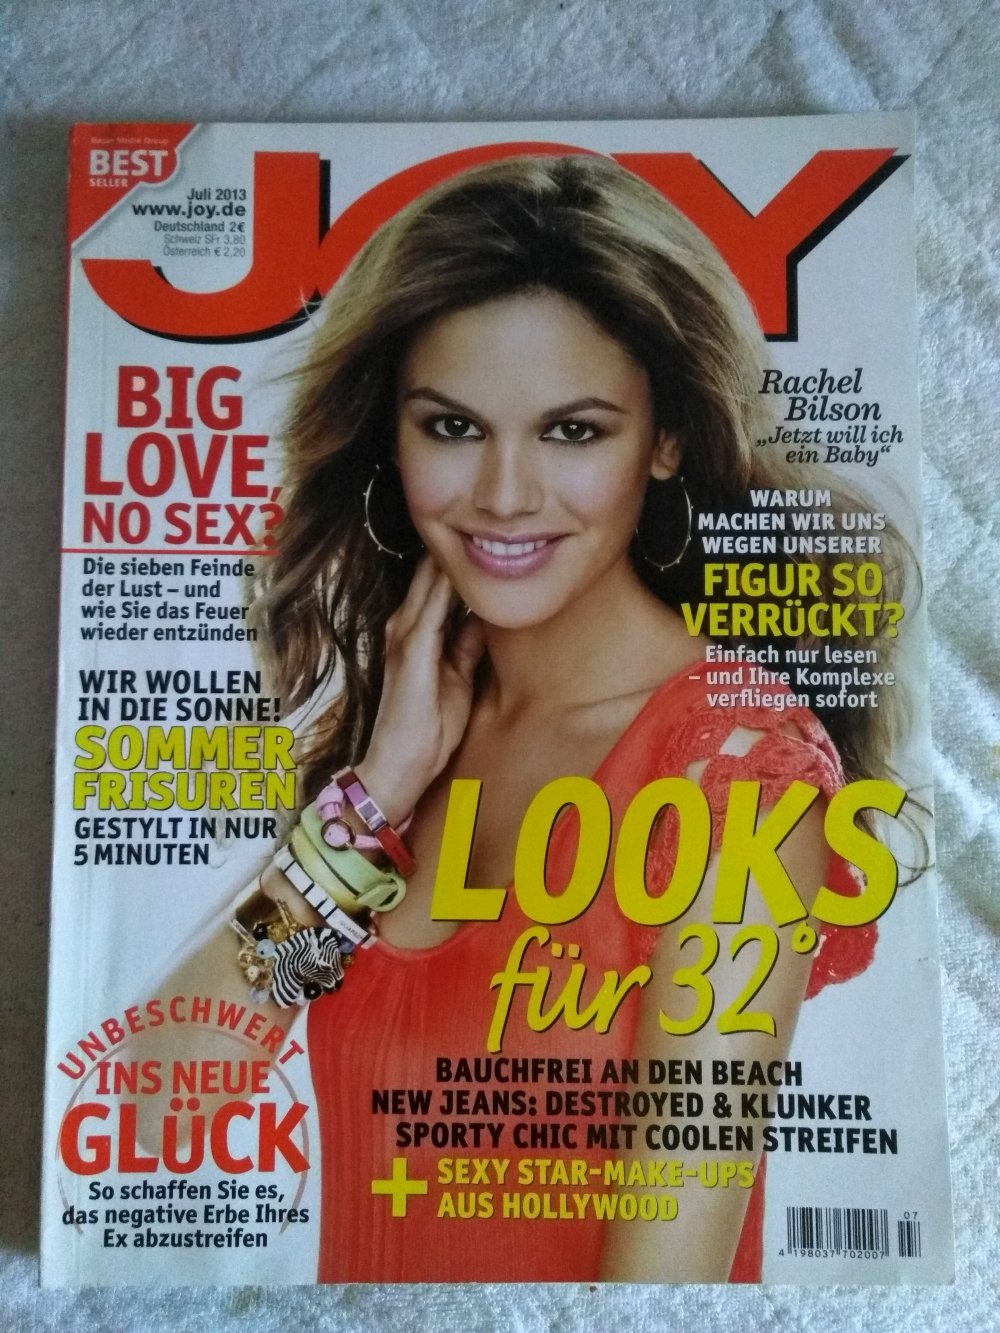 Bauer Media Group
BEST
SELLER
JOY
Juli 2013
www.joy.de
Deutschland 2€
Schweiz SFr 3,80
Österreich € 2,20
BIG
LOVE,
NO SEX?
Die sieben Feinde
der Lust – und
wie Sie das Feuer
wieder entzünden
WIR WOLLEN
IN DIE SONNE!
SOMMER
FRISUREN
GESTYLT IN NUR
5 MINUTEN
Rachel
Bilson
„Jetzt will ich
ein Baby“
WARUM
MACHEN WIR UNS
WEGEN UNSERER
FIGUR SO
VERRÜCKT?
Einfach nur lesen
– und Ihre Komplexe
verfliegen sofort
LOOKS
für 32°
BAUCHFREI AN DEN BEACH
NEW JEANS: DESTROYED & KLUNKER
SPORTY CHIC MIT COOLEN STREIFEN
+ SEXY STAR-MAKE-UPS
AUS HOLLYWOOD
UNBESCHWERT
INS NEUE
GLÜCK
So schaffen Sie es,
das negative Erbe Ihres
Ex abzustreifen
07
4 198037 702007